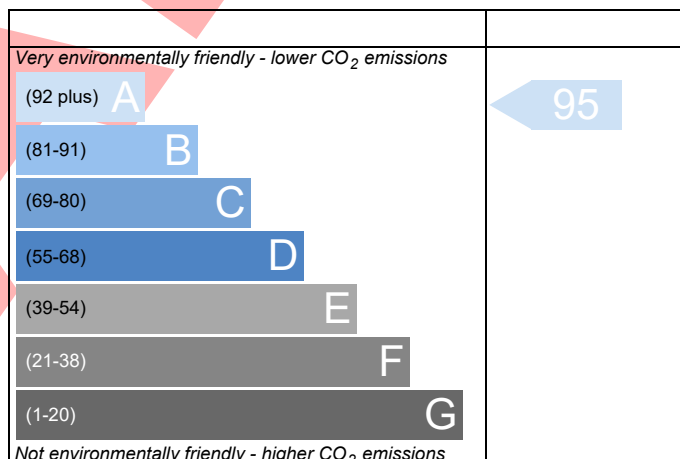 Very environmentally friendly - lower CO2 emissions
(92 plus) A
95
(81-91) B
(69-80) C
(55-68) D
(39-54) E
(21-38) F
(1-20) G
Not environmentally friendly - higher CO2 emissions